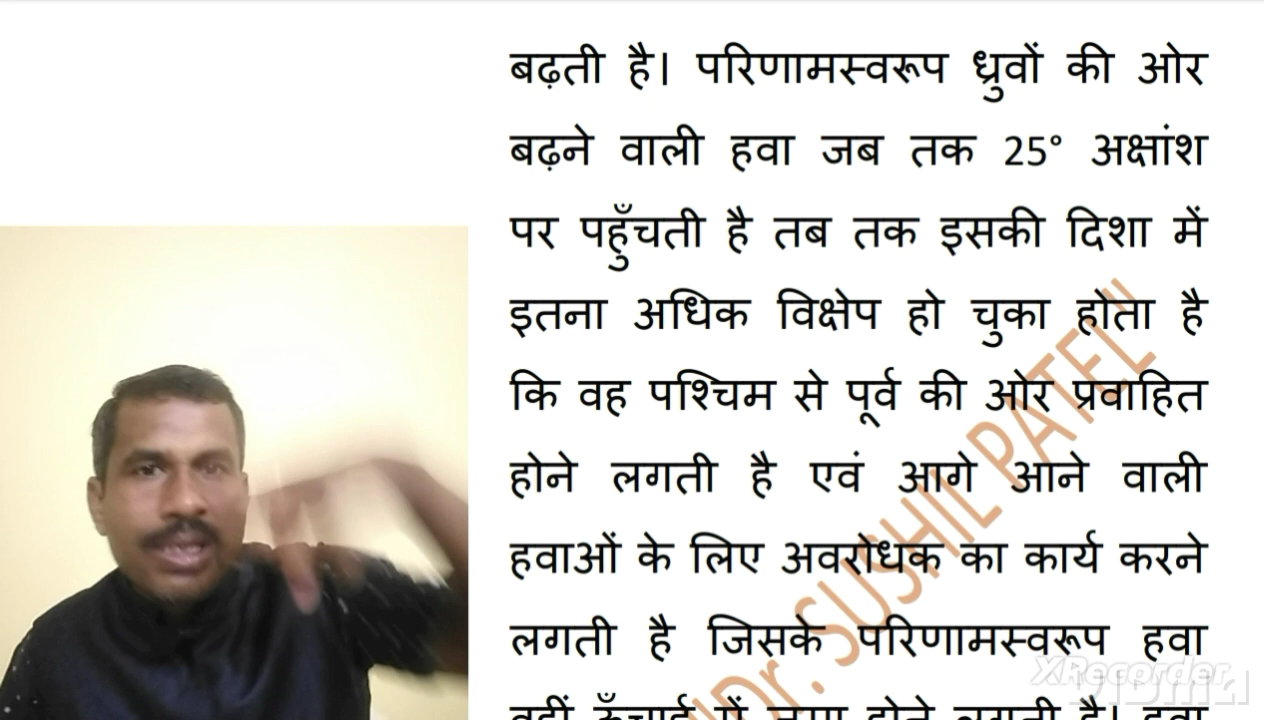 बढ़ती है। परिणामस्वरूप ध्रुवों की ओर
बढ़ने वाली हवा जब तक 25° अक्षांश
पर पहुँचती है तब तक इसकी दिशा में
इतना अधिक विक्षेप हो चुका होता है
कि वह पश्चिम से पूर्व की ओर प्रवाहित
होने लगती है एवं आगे आने वाली
हवाओं के लिए अवरोधक का कार्य करने
लगती है जिसके परिणामस्वरूप हवा
Dr. SUSHIL PATEL"
XRecorder